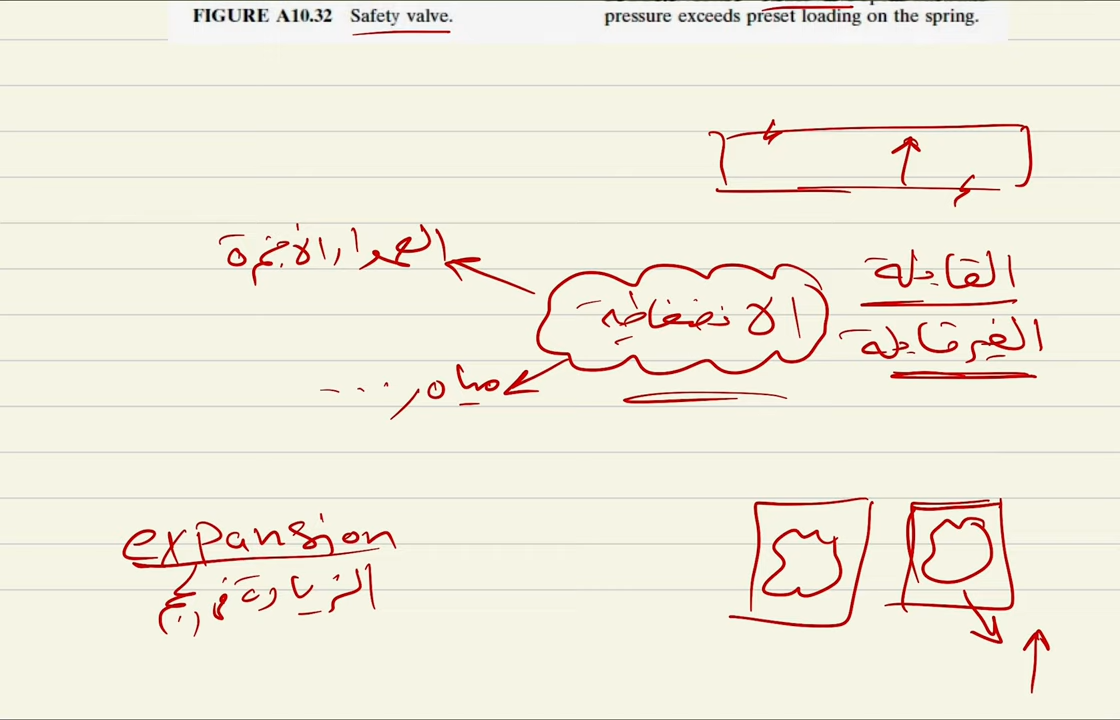 FIGURE A10.32 Safety valve.
pressure exceeds preset loading on the spring.
الهواء, الأبخرة
القابلة
الانضغاطية
الغير قابلة
مياه, ...
expansion
الزيادة في